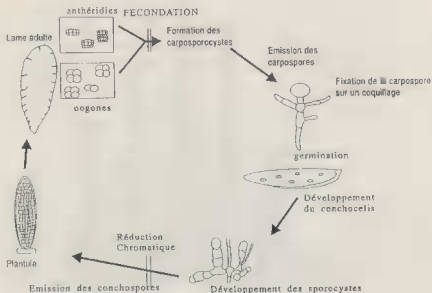 anthéridies FECONDATION
Lame adulte
Formation des
carposporocystes
Emission des
carpospores
Fixation de la carpospore
sur un coquillage
oogones
germination
Développement
du conchocelis
Réduction
Chromatique
Plantule
Emission des conchospores
Développement des sporocystes